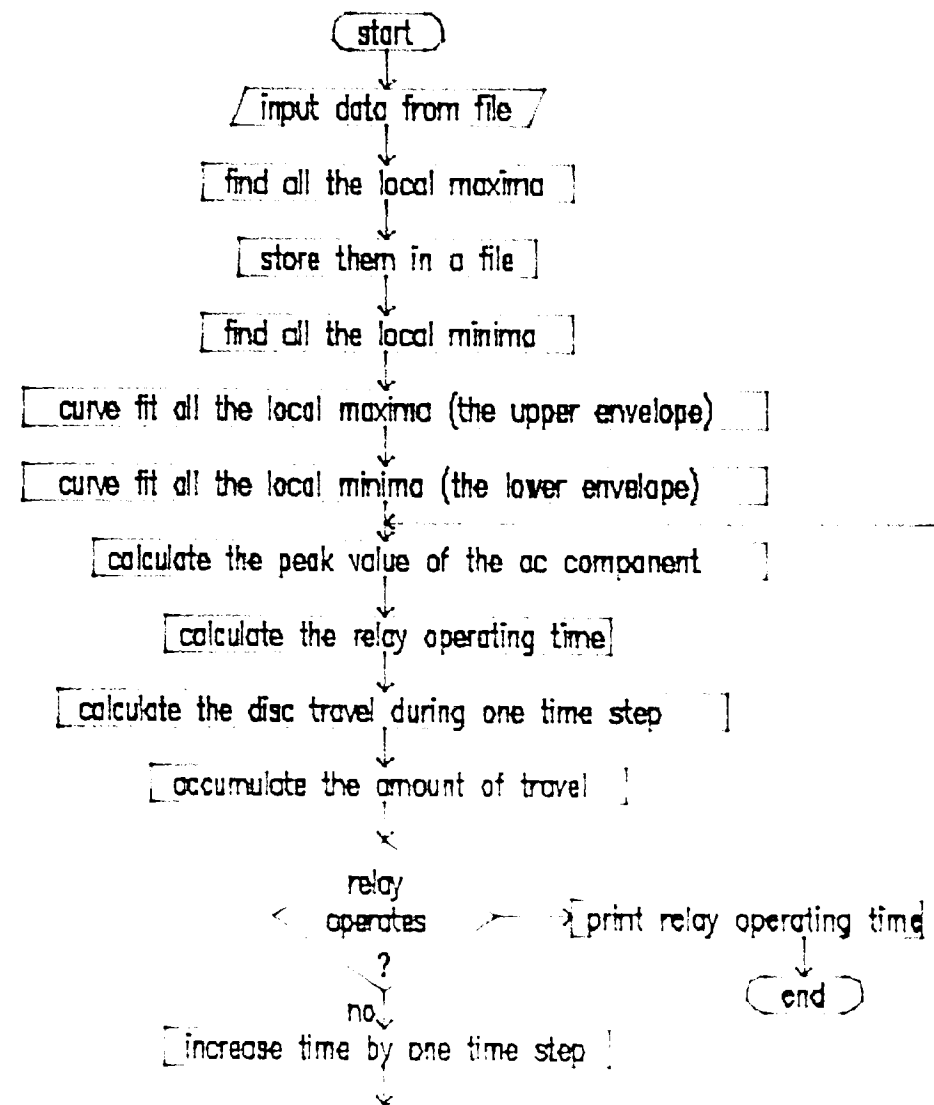 start
input data from file
find all the local maxima
store them in a file
find all the local minima
curve fit all the local maxima (the upper envelope)
curve fit all the local minima (the lower envelope)
calculate the peak value of the ac component
calculate the relay operating time
calculate the disc travel during one time step
accumulate the amount of travel
relay
operates
?
print relay operating time
end
no
increase time by one time step